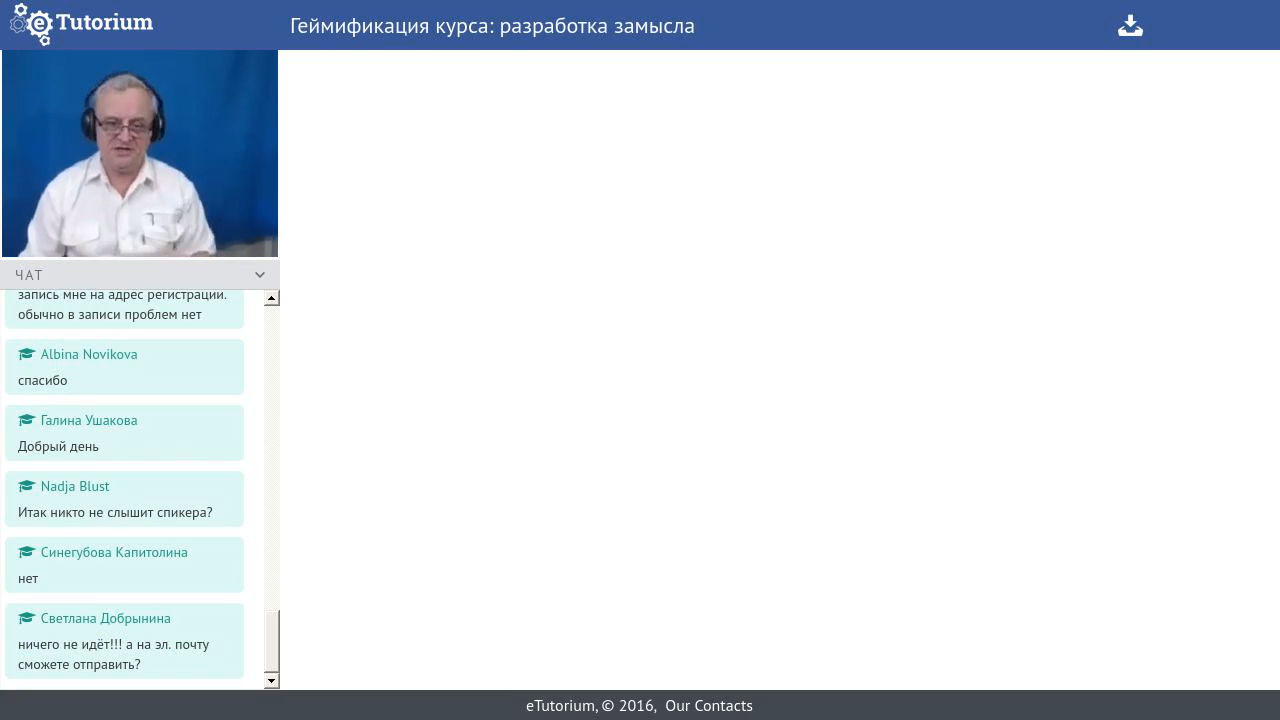 eTutorium
Геймификация курса: разработка замысла
ЧАТ
запись мне на адрес регистрации.
обычно в записи проблем нет
Albina Novikova
спасибо
Галина Ушакова
Добрый день
Nadja Blust
Итак никто не слышит спикера?
Синегубова Капитолина
нет
Светлана Добрынина
ничего не идёт!!! а на эл. почту
сможете отправить?
eTutorium, © 2016, Our Contacts